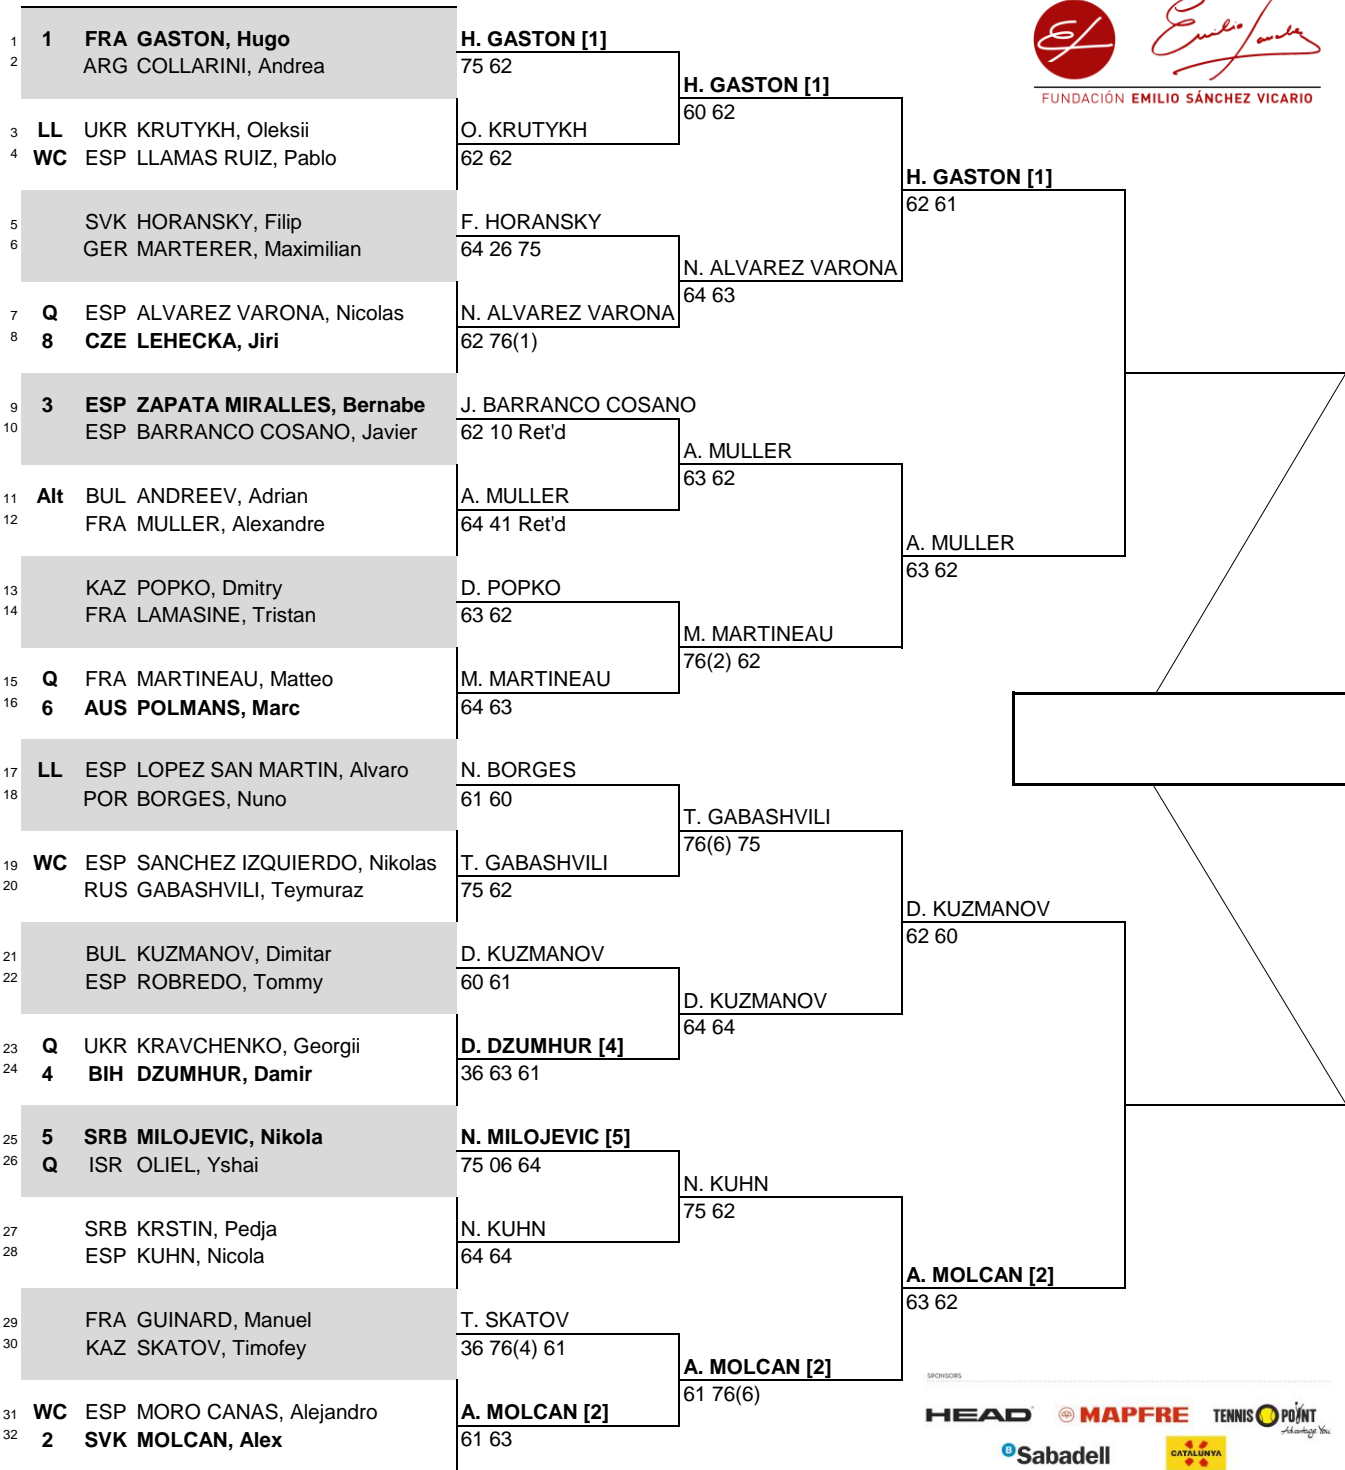 1 1 FRA GASTON, Hugo
2 ARG COLLARINI, Andrea
3 LL UKR KRUTYKH, Oleksii
4 WC ESP LLAMAS RUIZ, Pablo
5 SVK HORANSKY, Filip
6 GER MARTERER, Maximilian
7 Q ESP ALVAREZ VARONA, Nicolas
8 8 CZE LEHECKA, Jiri
9 3 ESP ZAPATA MIRALLES, Bernabe
10 ESP BARRANCO COSANO, Javier
11 Alt BUL ANDREEV, Adrian
12 FRA MULLER, Alexandre
13 KAZ POPKO, Dmitry
14 FRA LAMASINE, Tristan
15 Q FRA MARTINEAU, Matteo
16 6 AUS POLMANS, Marc
17 LL ESP LOPEZ SAN MARTIN, Alvaro
18 POR BORGES, Nuno
19 WC ESP SANCHEZ IZQUIERDO, Nikolas
20 RUS GABASHVILI, Teymuraz
21 BUL KUZMANOV, Dimitar
22 ESP ROBREDO, Tommy
23 Q UKR KRAVCHENKO, Georgii
24 4 BIH DZUMHUR, Damir
25 5 SRB MILOJEVIC, Nikola
26 Q ISR OLIEL, Yshai
27 SRB KRSTIN, Pedja
28 ESP KUHN, Nicola
29 FRA GUINARD, Manuel
30 KAZ SKATOV, Timofey
31 WC ESP MORO CANAS, Alejandro
32 2 SVK MOLCAN, Alex
H. GASTON [1]
75 62
O. KRUTYKH
62 62
F. HORANSKY
64 26 75
N. ALVAREZ VARONA
62 76(1)
J. BARRANCO COSANO
62 10 Ret'd
A. MULLER
64 41 Ret'd
D. POPKO
63 62
M. MARTINEAU
64 63
N. BORGES
61 60
T. GABASHVILI
75 62
D. KUZMANOV
60 61
D. DZUMHUR [4]
36 63 61
N. MILOJEVIC [5]
75 06 64
N. KUHN
64 64
T. SKATOV
36 76(4) 61
A. MOLCAN [2]
61 63
H. GASTON [1]
60 62
N. ALVAREZ VARONA
64 63
A. MULLER
63 62
M. MARTINEAU
76(2) 62
T. GABASHVILI
76(6) 75
D. KUZMANOV
64 64
N. KUHN
75 62
A. MOLCAN [2]
61 76(6)
H. GASTON [1]
62 61
A. MULLER
63 62
D. KUZMANOV
62 60
A. MOLCAN [2]
63 62
FUNDACIÓN EMILIO SÁNCHEZ VICARIO
SPONSORS
HEAD MAPFRE TENNIS POINT
Advantage You.
B Sabadell CATALUNYA